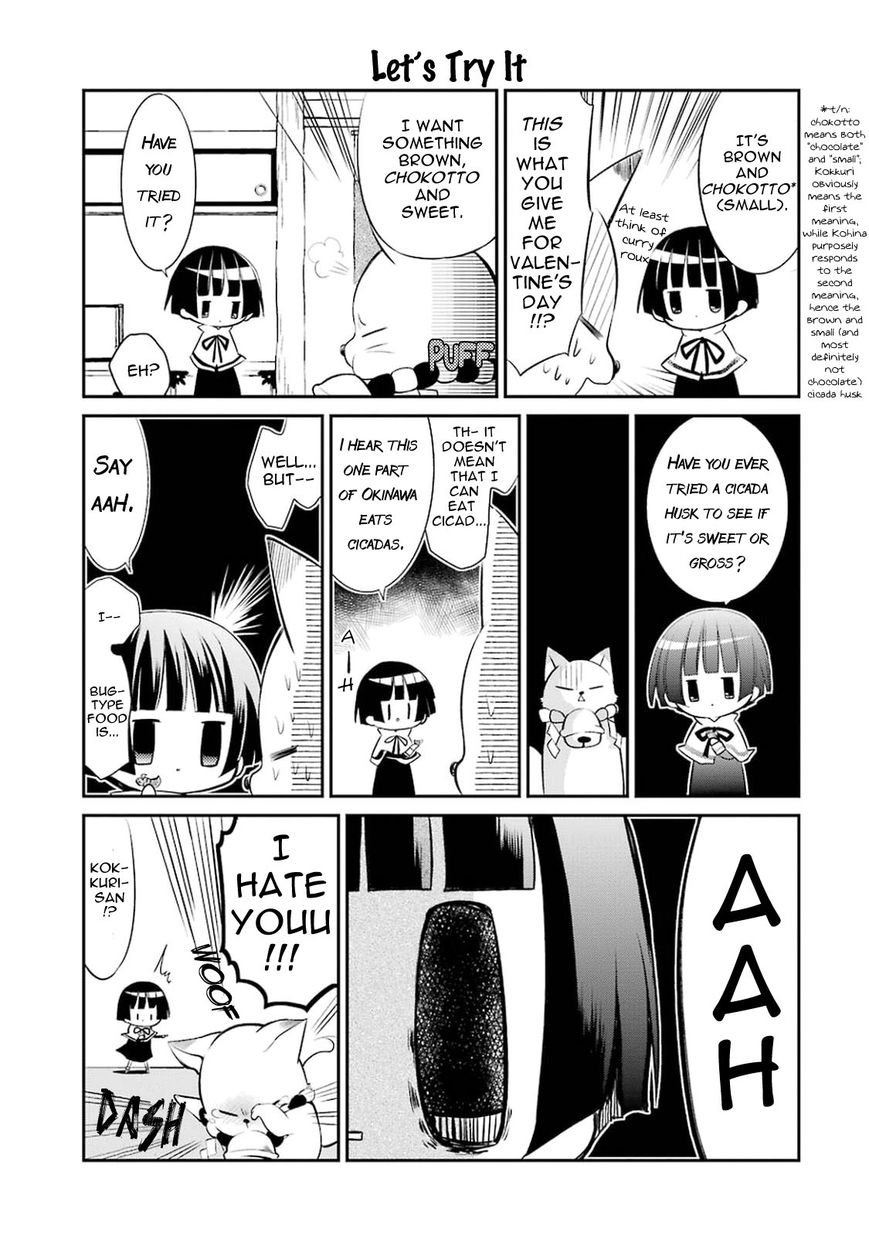 Let's Try It
IT'S
BROWN
AND
CHOKOTTO*
(SMALL).
THIS
IS
WHAT
YOU
GIVE
ME
FOR
VALEN-
TINE'S
DAY
!!?
At least
think of
curry
roux
*t/n:
chokotto
means both
"chocolate"
and "small";
Kokkuri
obviously
means the
first
meaning,
while Kohina
purposely
responds
to the
second
meaning,
hence the
brown and
small (and
most
definitely
not
chocolate)
cicada husk
I WANT
SOMETHING
BROWN,
CHOKOTTO
AND
SWEET.
PUFF
HAVE
YOU
TRIED
IT?
EH?
HAVE YOU EVER
TRIED A CICADA
HUSK TO SEE IF
IT'S SWEET OR
GROSS?
TH- IT
DOESN'T
MEAN
THAT I
CAN
EAT
CICAD...
I HEAR THIS
ONE PART
OF OKINAWA
EATS
CICADAS.
A
|
H
WELL...
BUT--
SAY
AAH.
I--
BUG-
TYPE
FOOD
IS...
AAH
I
HATE
YOUU
!!!
WOOF
KOK-
KURI-
SAN
!?
DASH